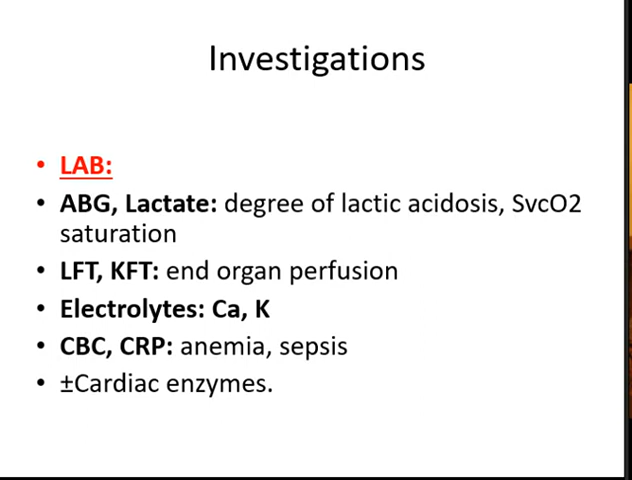 Investigations
• LAB:
• ABG, Lactate: degree of lactic acidosis, SvcO2
saturation
• LFT, KFT: end organ perfusion
• Electrolytes: Ca, K
• CBC, CRP: anemia, sepsis
• ±Cardiac enzymes.